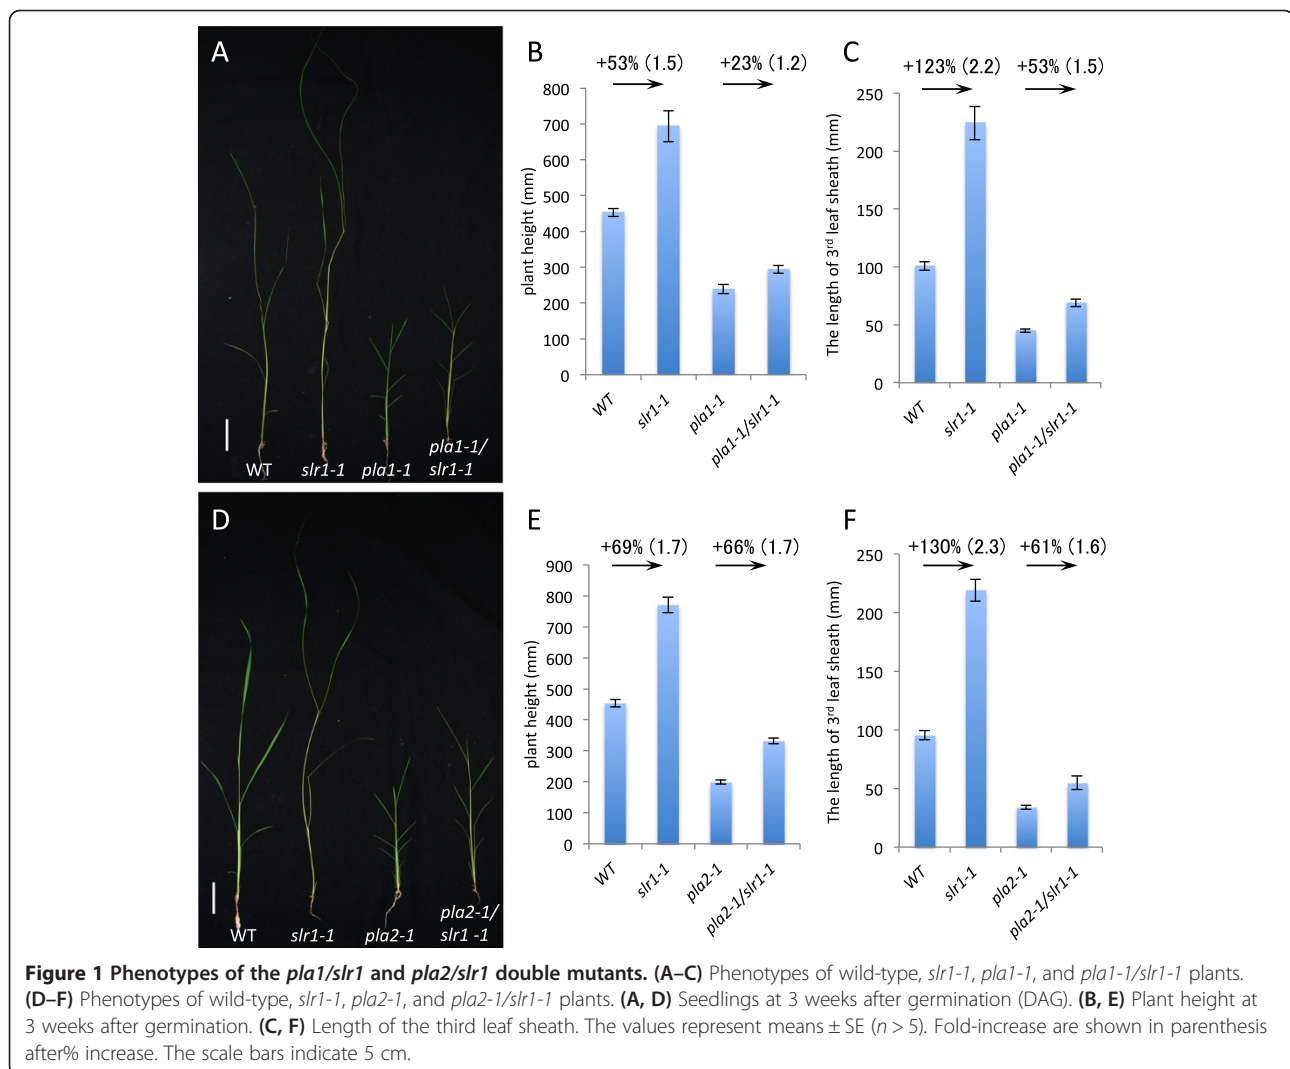 A
WT
slr1-1
pla1-1
pla1-1/
slr1-1
B
+53% (1.5)
+23% (1.2)
plant height (mm)
800
700
600
500
400
300
200
100
0
WT
slr1-1
pla1-1
pla1-1/slr1-1
C
+123% (2.2)
+53% (1.5)
The length of 3rd leaf sheath (mm)
250
200
150
100
50
0
WT
slr1-1
pla1-1
pla1-1/slr1-1
D
WT
slr1-1
pla2-1
pla2-1/
slr1 -1
E
+69% (1.7)
+66% (1.7)
plant height (mm)
900
800
700
600
500
400
300
200
100
0
WT
slr1-1
pla2-1
pla2-1/slr1-1
F
+130% (2.3)
+61% (1.6)
The length of 3rd leaf sheath (mm)
250
200
150
100
50
0
WT
slr1-1
pla2-1
pla2-1/slr1-1
Figure 1 Phenotypes of the pla1/slr1 and pla2/slr1 double mutants. (A–C) Phenotypes of wild-type, slr1-1, pla1-1, and pla1-1/slr1-1 plants.
(D–F) Phenotypes of wild-type, slr1-1, pla2-1, and pla2-1/slr1-1 plants. (A, D) Seedlings at 3 weeks after germination (DAG). (B, E) Plant height at
3 weeks after germination. (C, F) Length of the third leaf sheath. The values represent means ± SE (n > 5). Fold-increase are shown in parenthesis
after% increase. The scale bars indicate 5 cm.